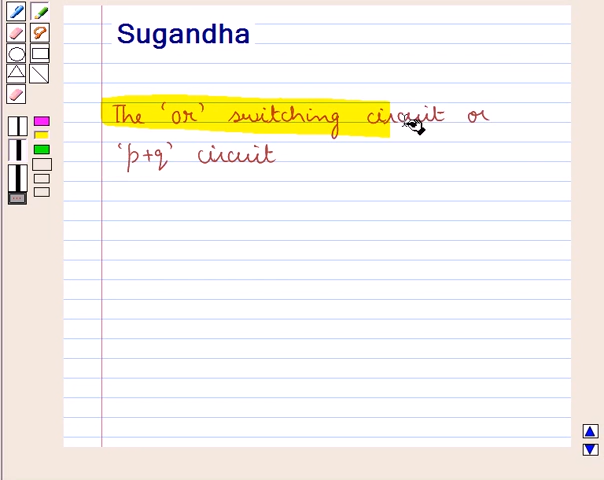 Sugandha
The 'or' switching circuit or
'p+q' circuit